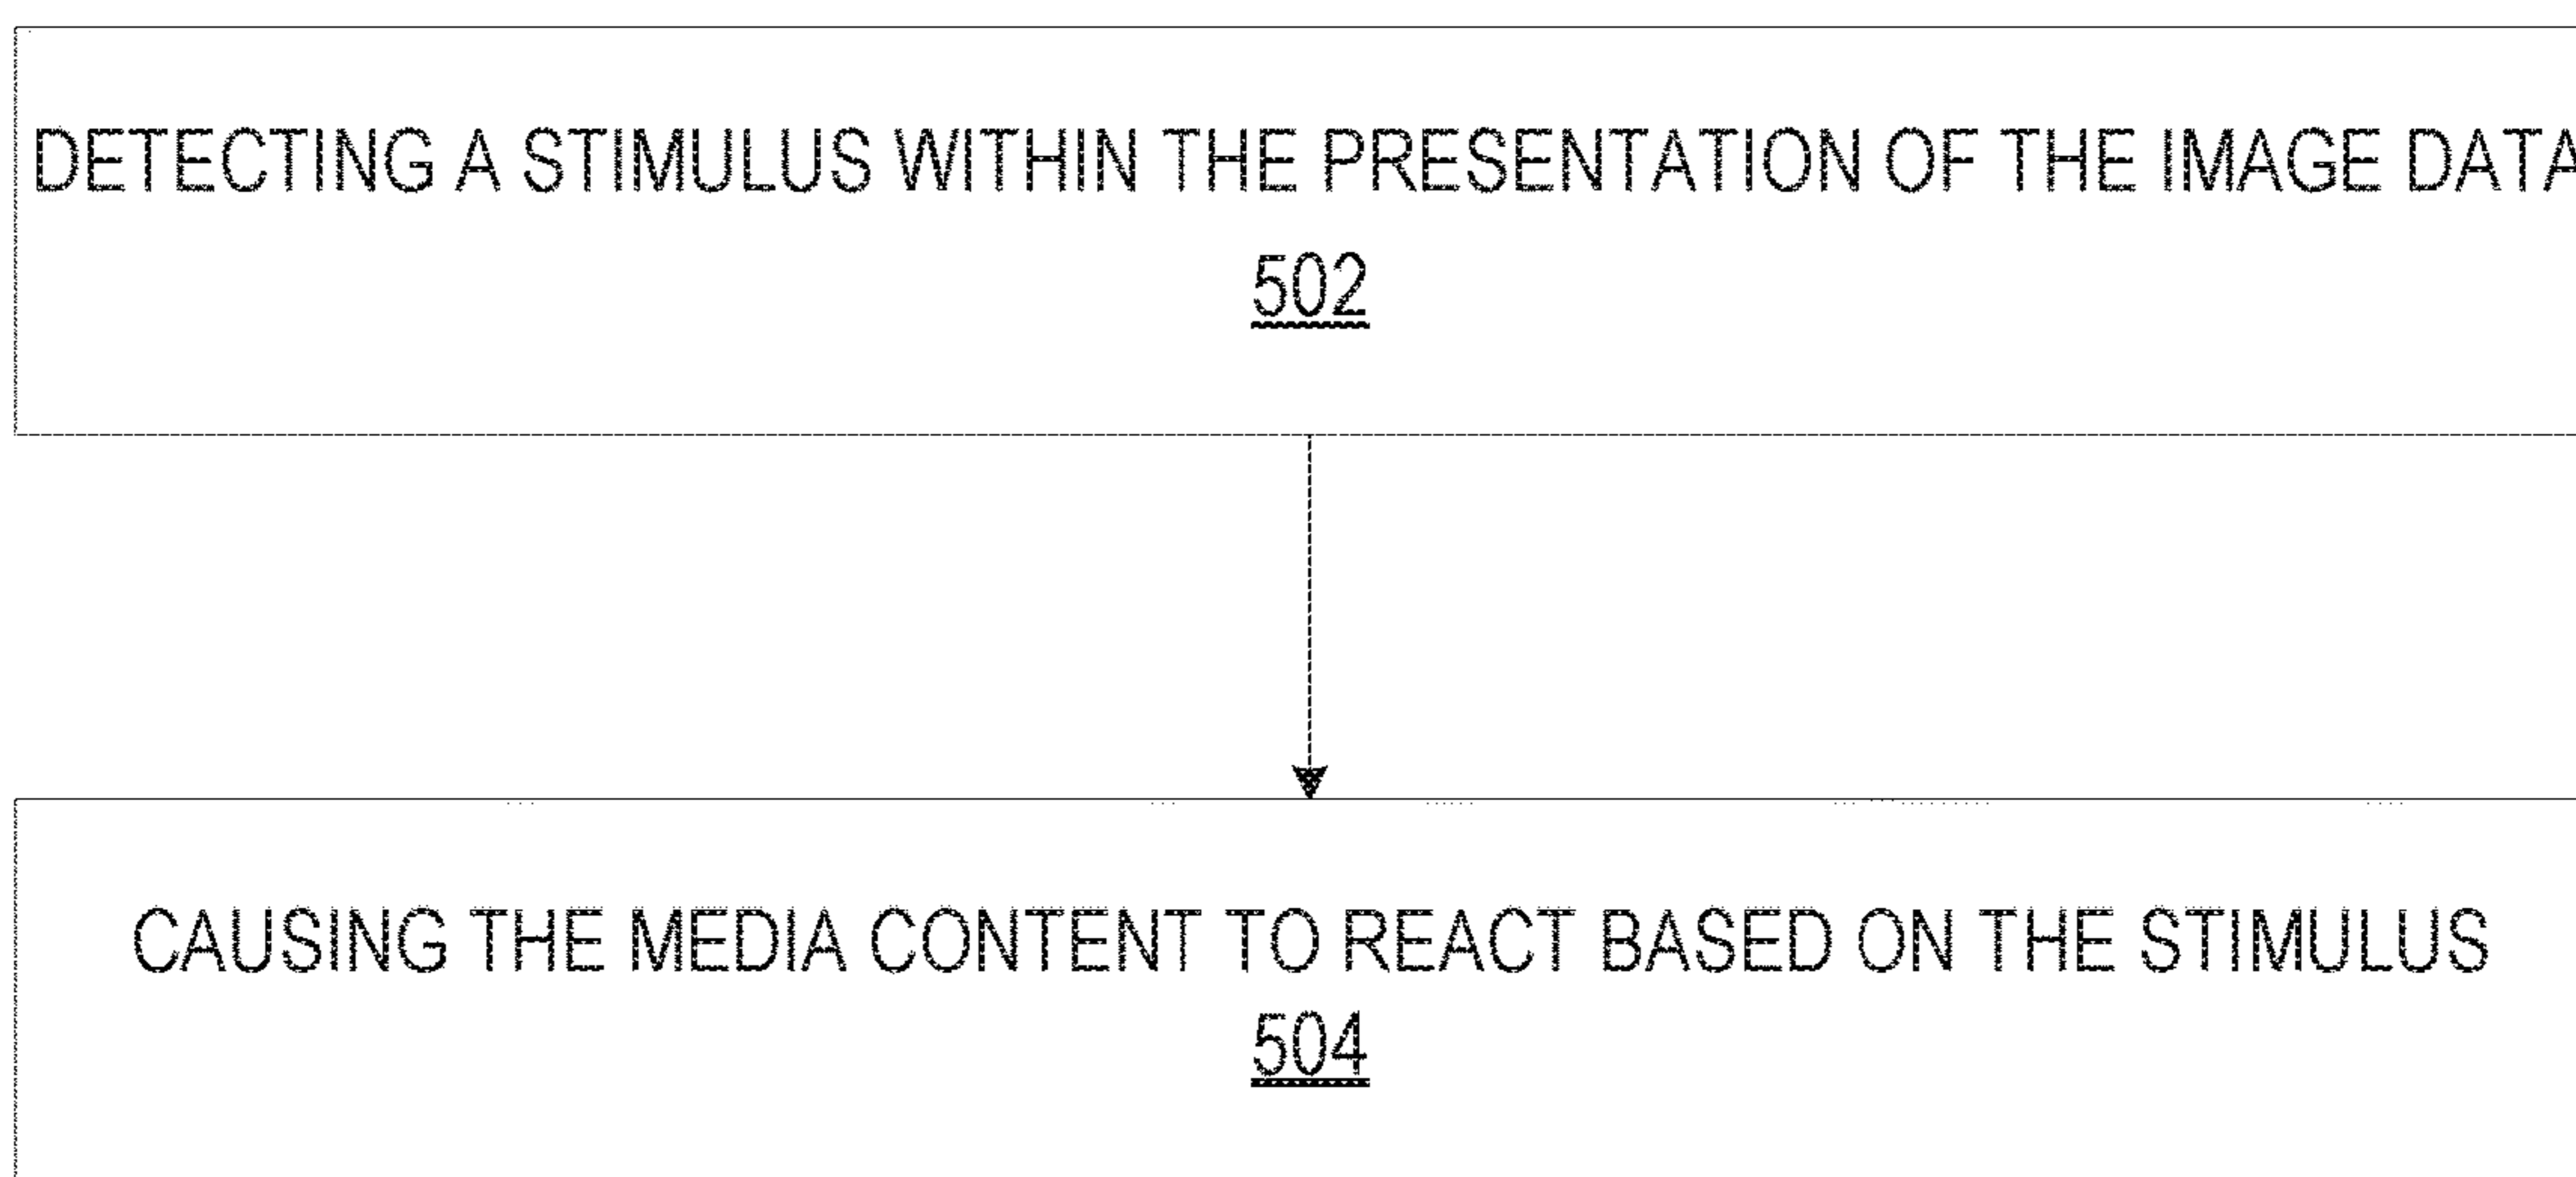 DETECTING A STIMULUS WITHIN THE PRESENTATION OF THE IMAGE DATA
502
CAUSING THE MEDIA CONTENT TO REACT BASED ON THE STIMULUS
504